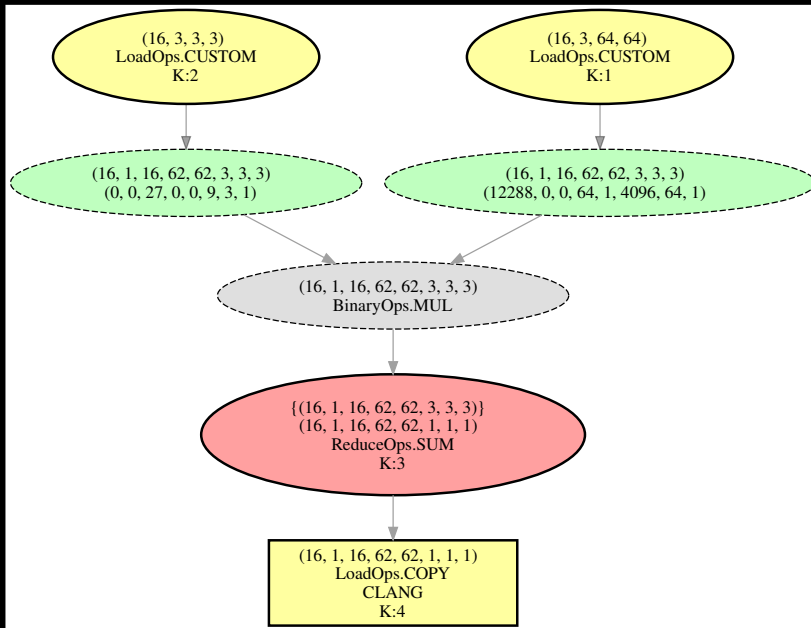 (16, 3, 3, 3)
LoadOps.CUSTOM
K:2
(16, 3, 64, 64)
LoadOps.CUSTOM
K:1
(16, 1, 16, 62, 62, 3, 3, 3)
(0, 0, 27, 0, 0, 9, 3, 1)
(16, 1, 16, 62, 62, 3, 3, 3)
(12288, 0, 0, 64, 1, 4096, 64, 1)
(16, 1, 16, 62, 62, 3, 3, 3)
BinaryOps.MUL
{(16, 1, 16, 62, 62, 3, 3, 3)}
(16, 1, 16, 62, 62, 1, 1, 1)
ReduceOps.SUM
K:3
(16, 1, 16, 62, 62, 1, 1, 1)
LoadOps.COPY
CLANG
K:4